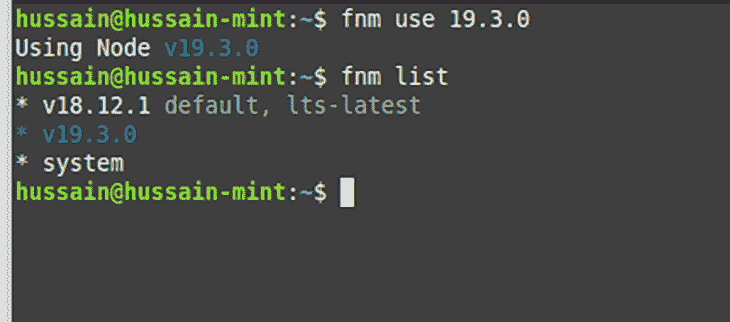 hussain@hussain-mint:~$ fnm use 19.3.0
Using Node v19.3.0
hussain@hussain-mint:~$ fnm list
* v18.12.1 default, lts-latest
* v19.3.0
* system
hussain@hussain-mint:~$